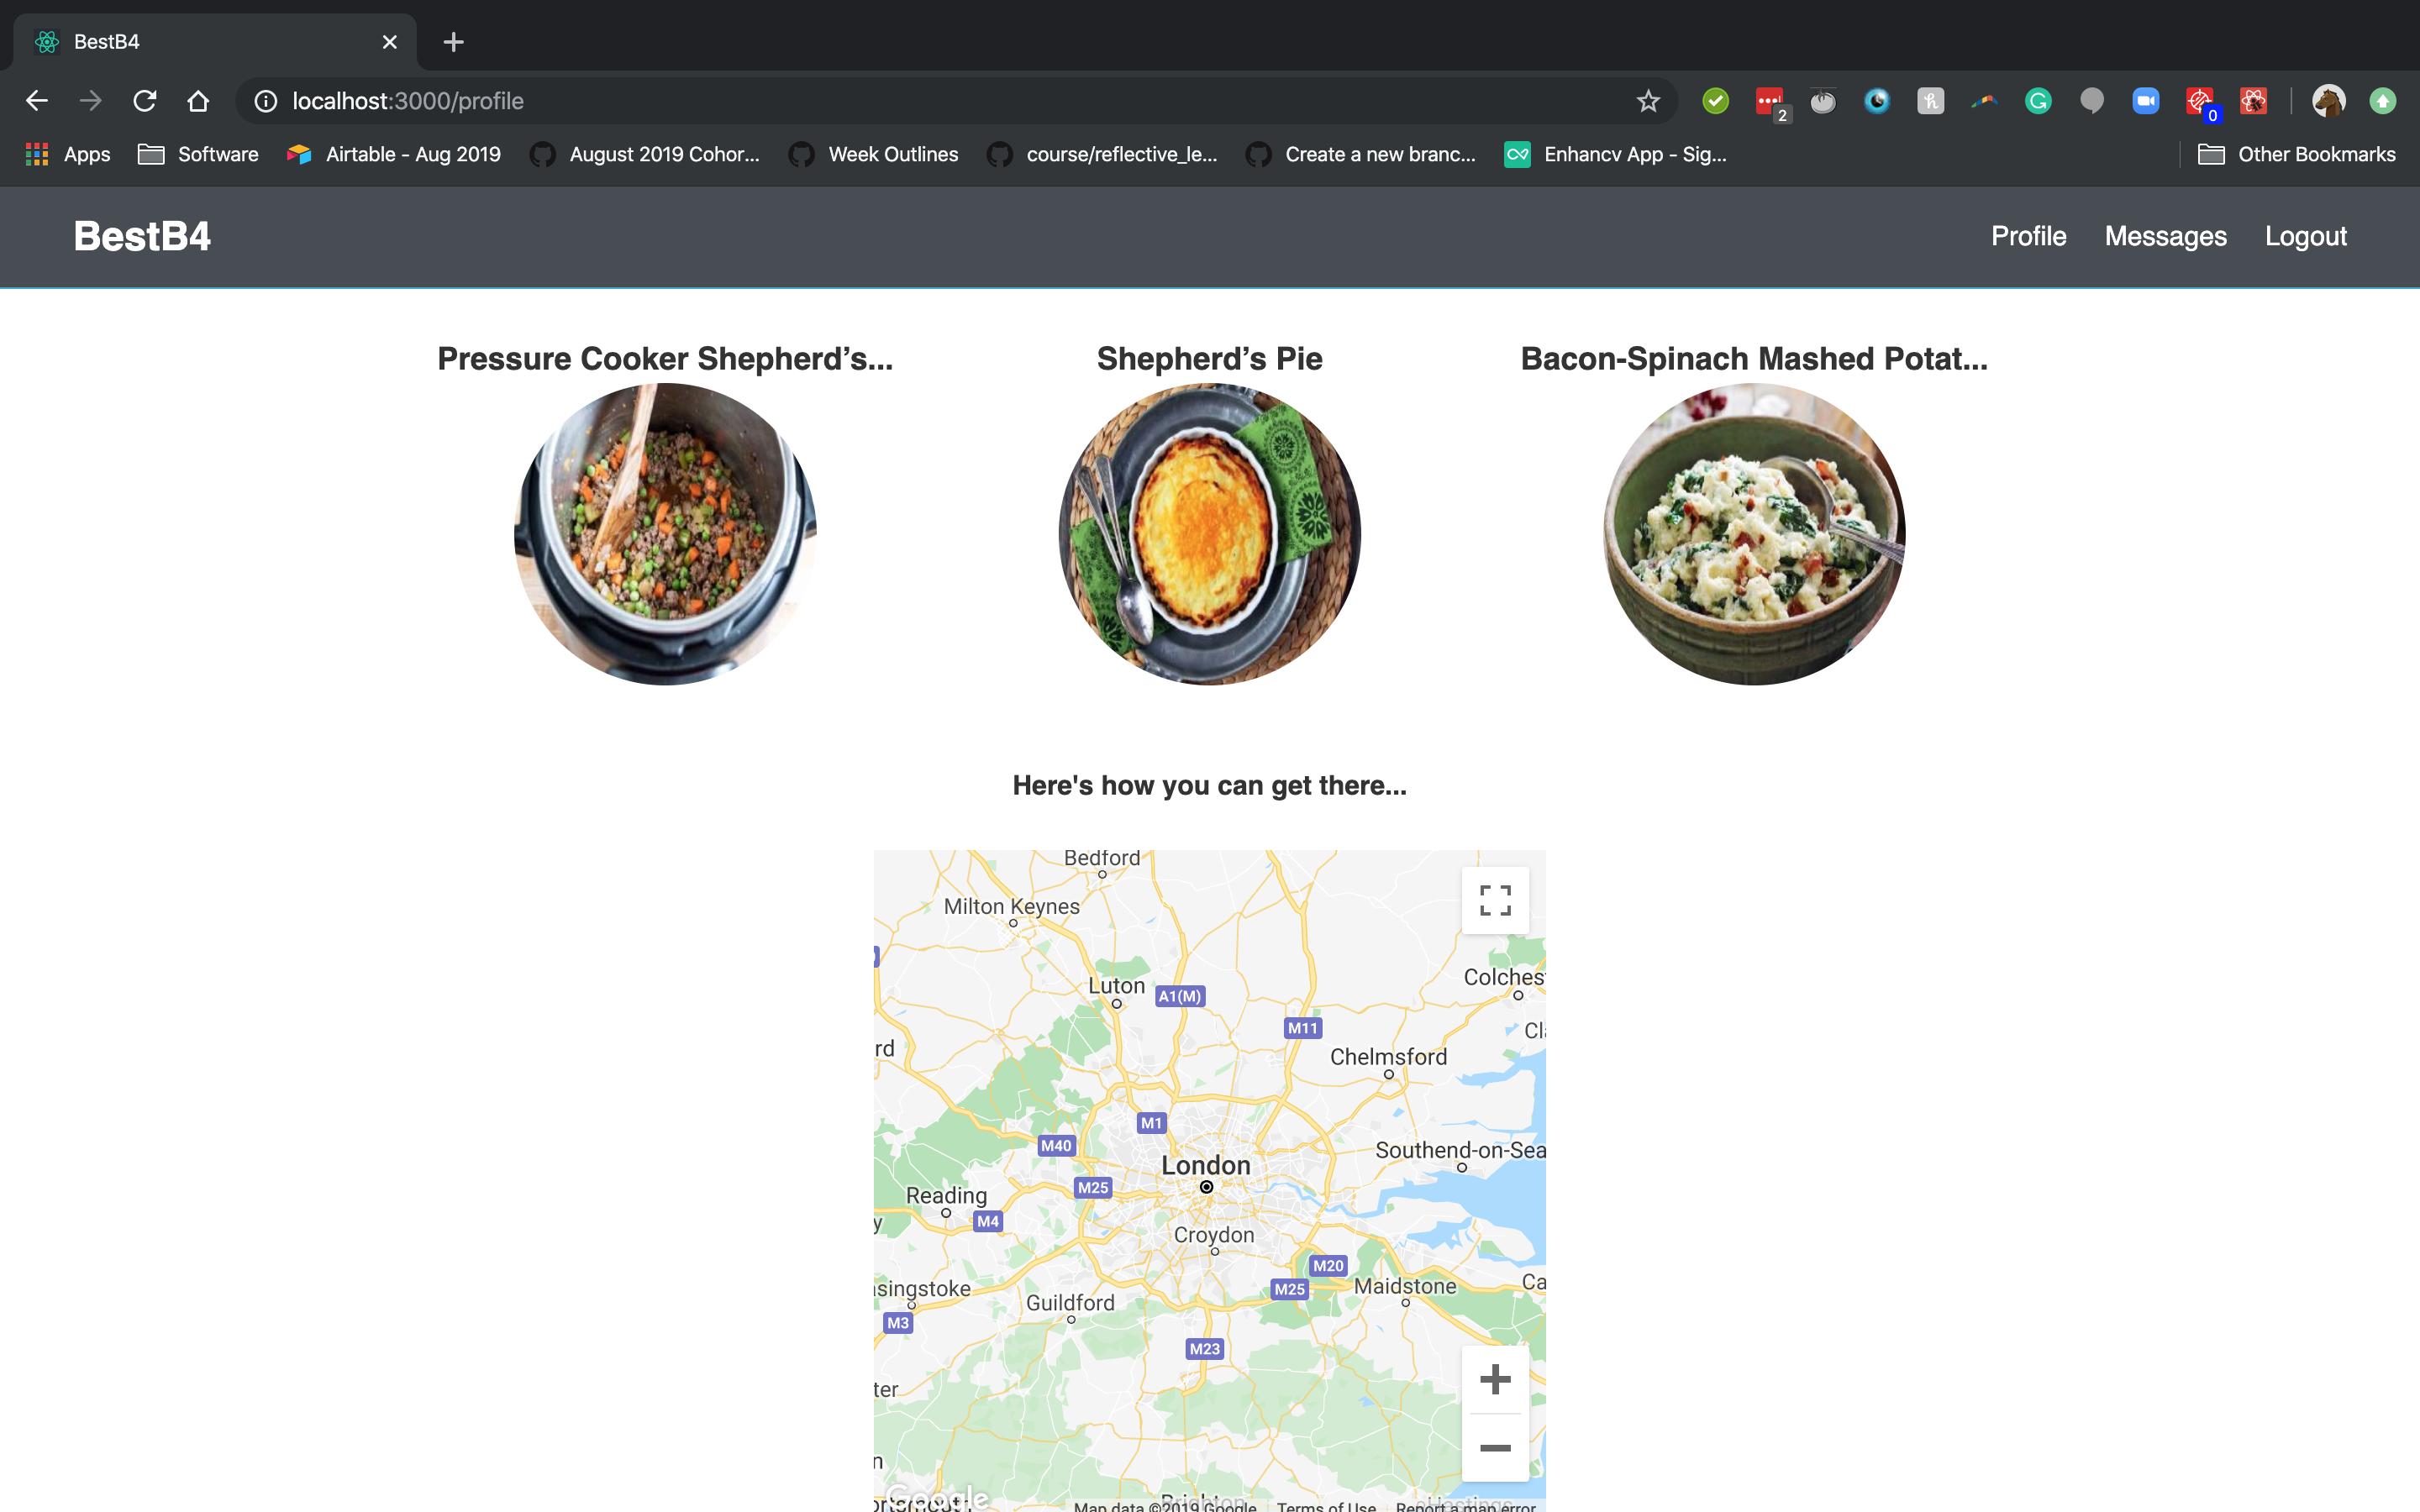 BestB4
localhost:3000/profile
2
0
Apps Software Airtable - Aug 2019 August 2019 Cohor... Week Outlines course/reflective_le... Create a new branc... Enhancv App - Sig... Other Bookmarks
BestB4 Profile Messages Logout
Pressure Cooker Shepherd’s... Shepherd’s Pie Bacon-Spinach Mashed Potat...
Here's how you can get there...
Bedford
Milton Keynes
Colches
Luton
A1(M)
M11
Cl
rd
Chelmsford
M1
M40
Southend-on-Sea
London
M25
Reading
M4
y
Croydon
M20
Ca
M25
Maidstone
singstoke
Guildford
M3
M23
ter
n
Google
ortsmouth
Brighton
Hastings
Map data ©2019 Google Terms of Use Report a map error